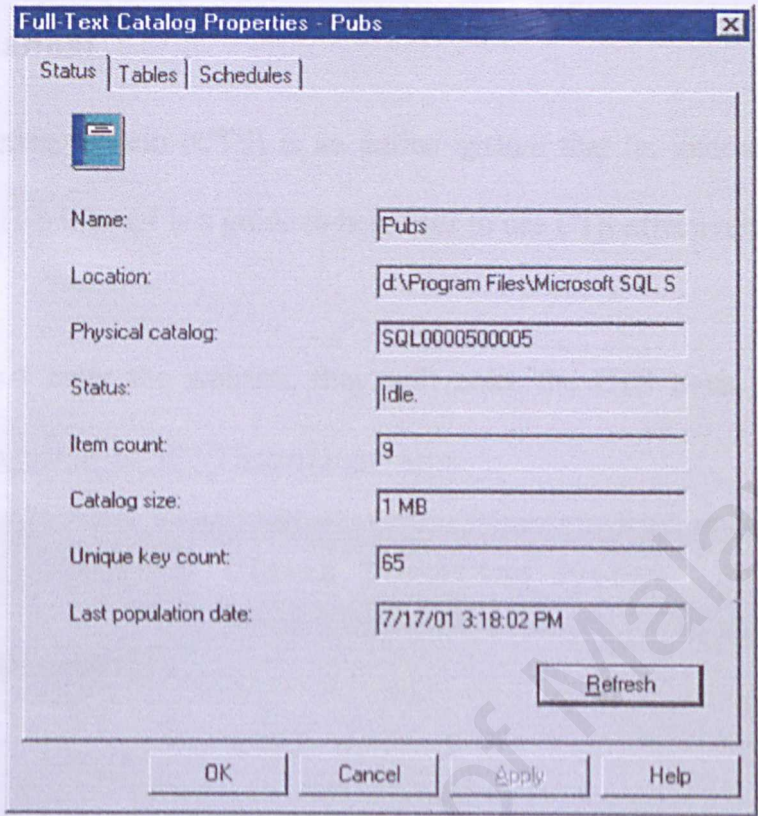 Full-Text Catalog Properties - Pubs
Status Tables Schedules
Name: Pubs
Location: d:\Program Files\Microsoft SQL S
Physical catalog: SQL0000500005
Status: Idle.
Item count: 9
Catalog size: 1 MB
Unique key count: 65
Last population date: 7/17/01 3:18:02 PM
Refresh
OK Cancel Apply Help
of Mala